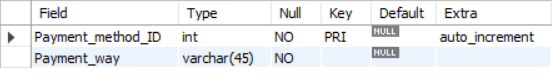 Field Type Null Key Default Extra
Payment_method_ID int NO PRI NULL auto_increment
Payment_way varchar(45) NO NULL